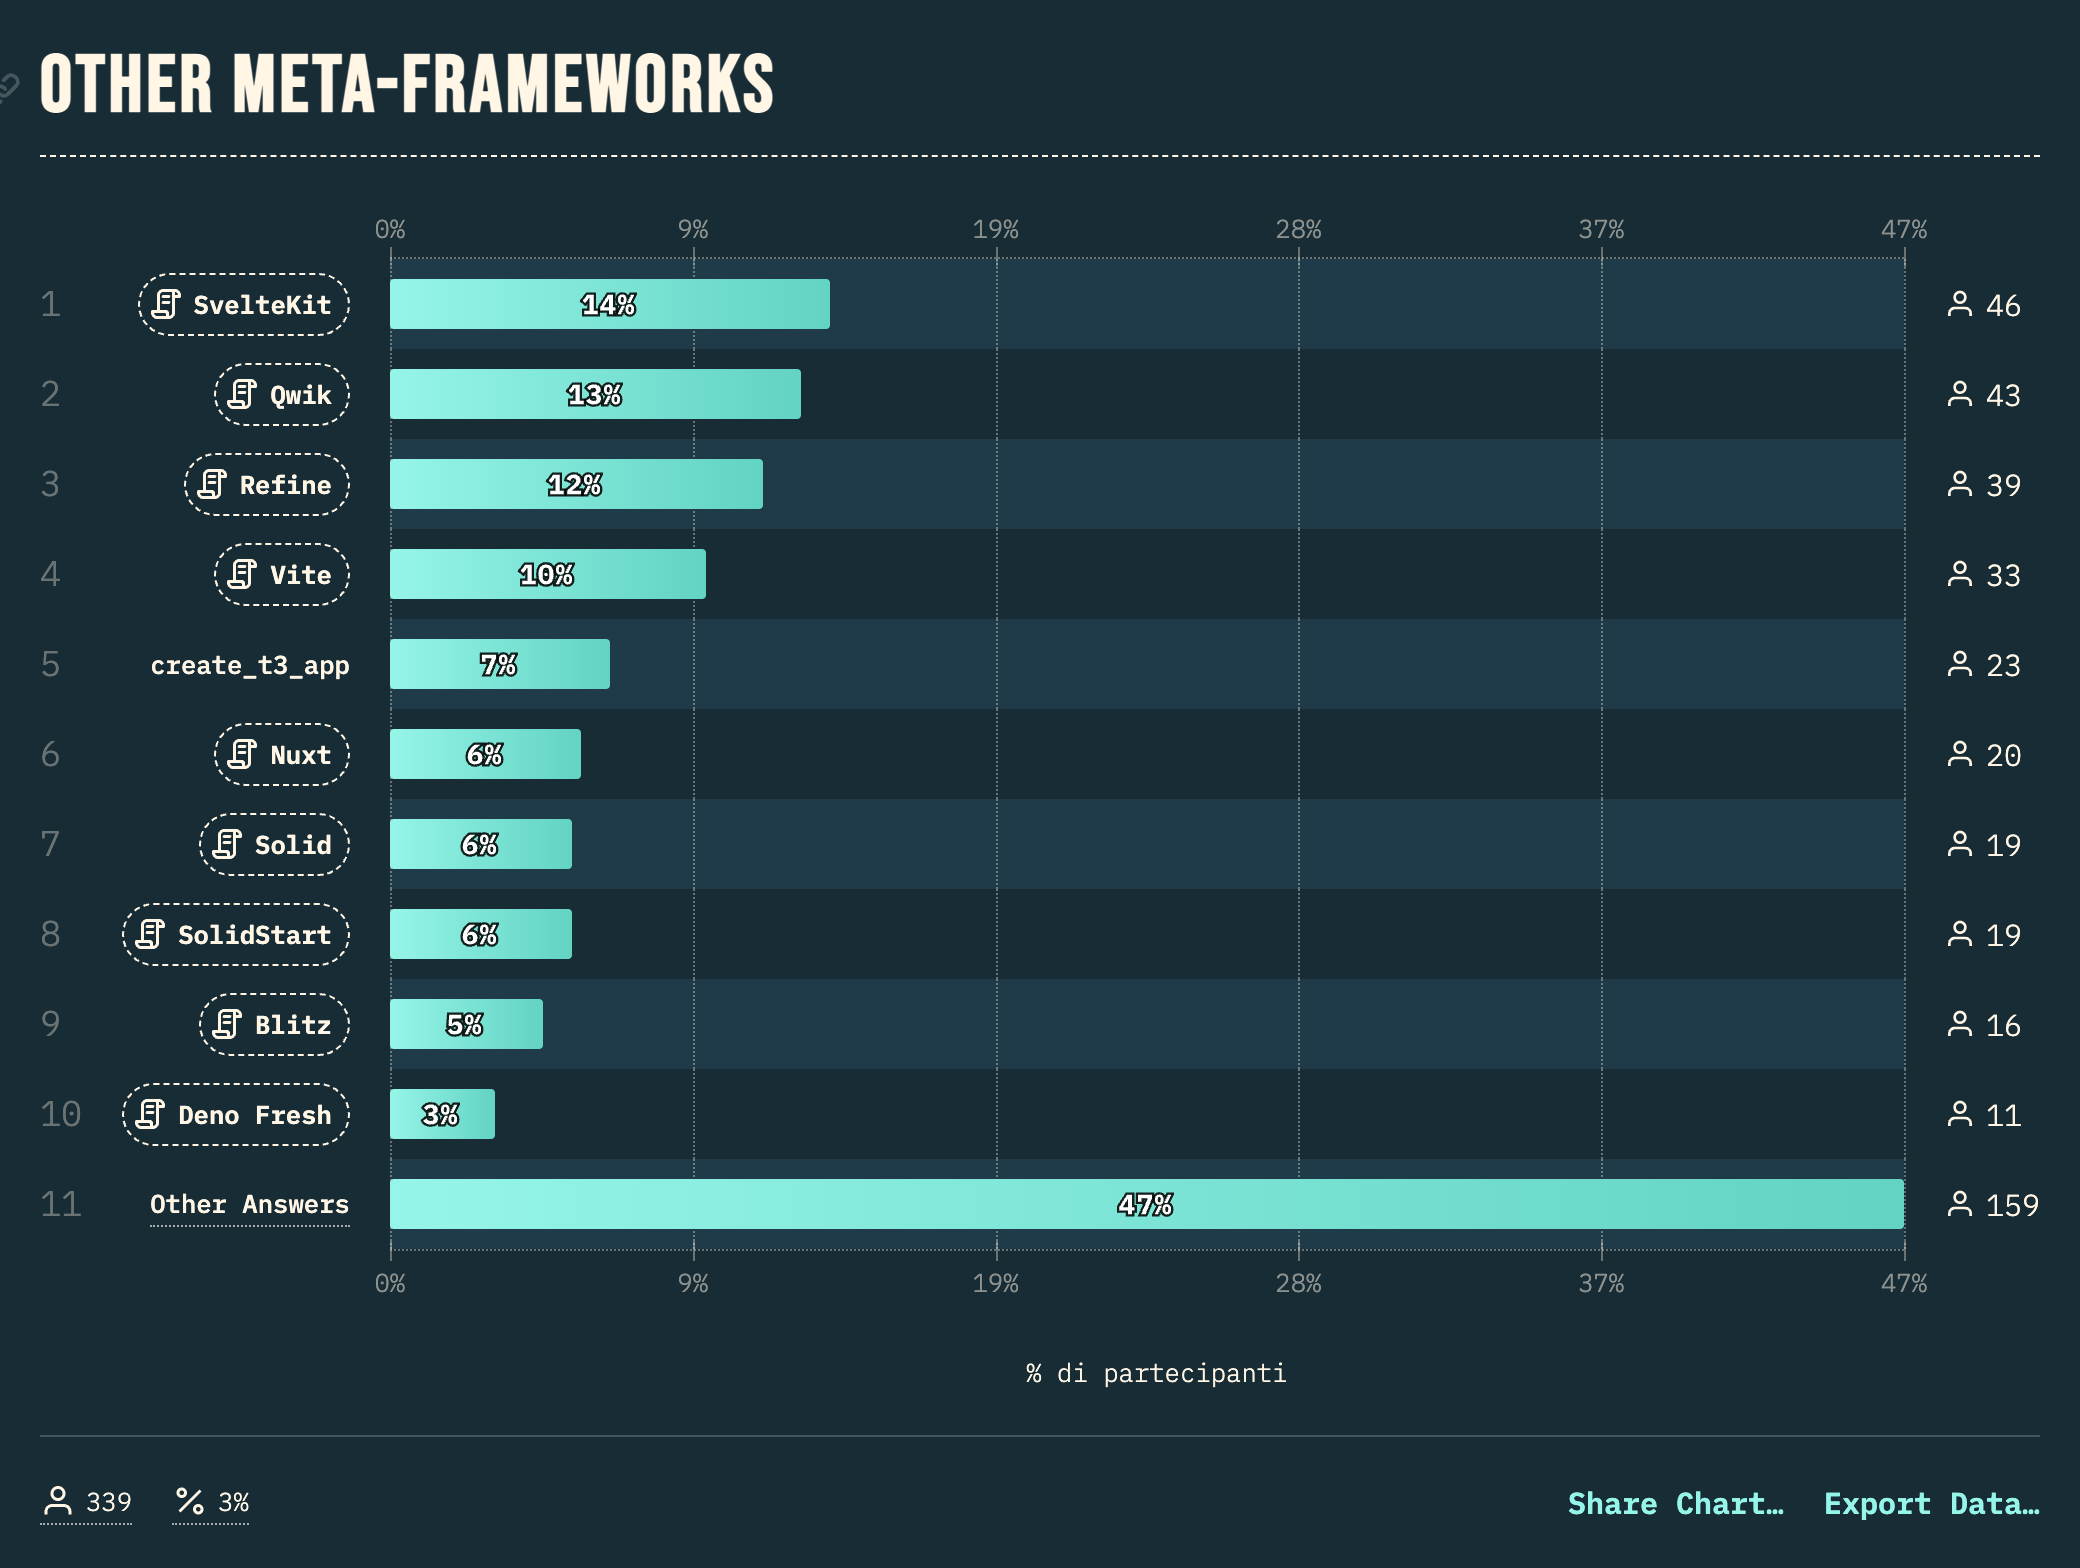 OTHER META-FRAMEWORKS
0% 9% 19% 28% 37% 47%
1 SvelteKit 14% 46
2 Qwik 13% 43
3 Refine 12% 39
4 Vite 10% 33
5 create_t3_app 7% 23
6 Nuxt 6% 20
7 Solid 6% 19
8 SolidStart 6% 19
9 Blitz 5% 16
10 Deno Fresh 3% 11
11 Other Answers 47% 159
0% 9% 19% 28% 37% 47%
% di partecipanti
339 3% Share Chart… Export Data…